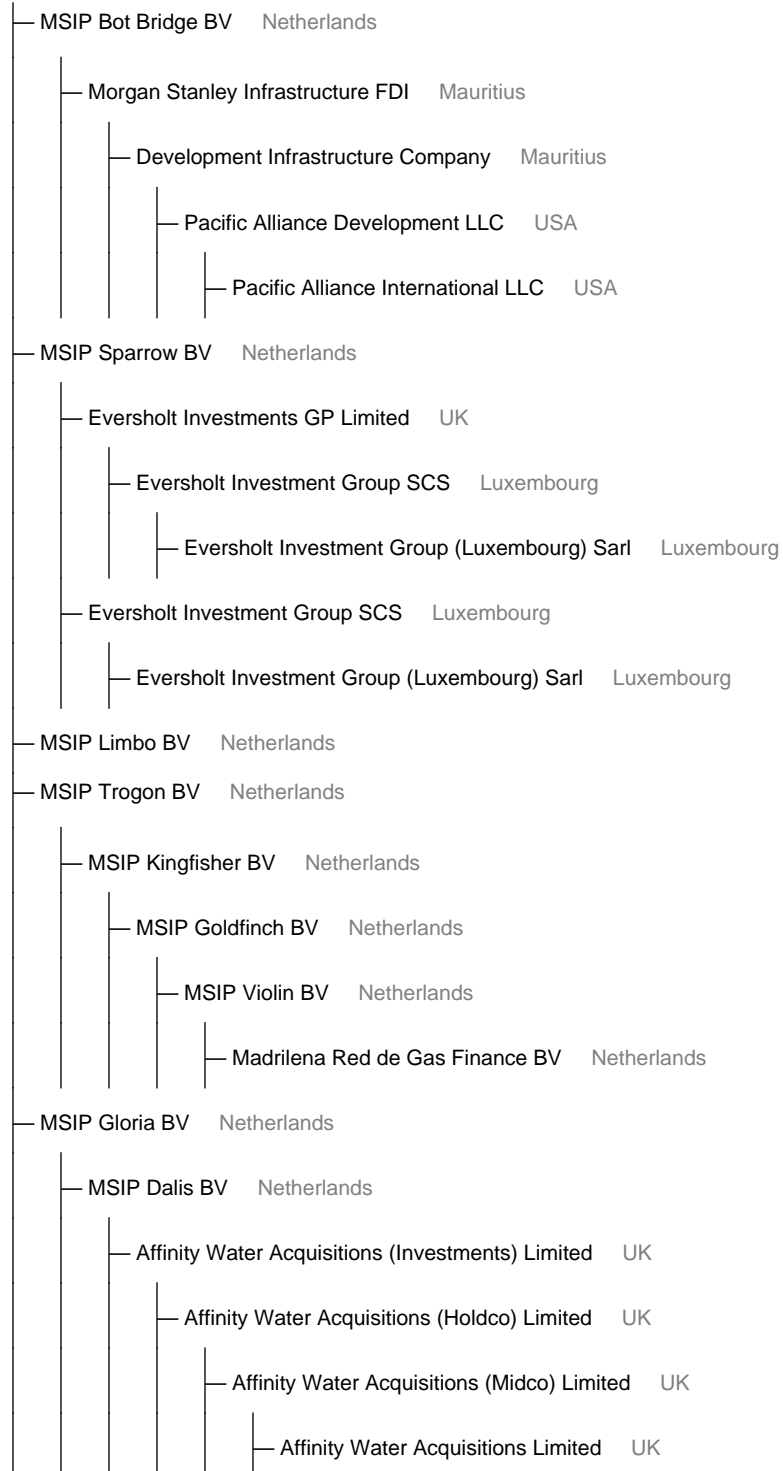 MSIP Bot Bridge BV Netherlands
Morgan Stanley Infrastructure FDI Mauritius
Development Infrastructure Company Mauritius
Pacific Alliance Development LLC USA
Pacific Alliance International LLC USA
MSIP Sparrow BV Netherlands
Eversholt Investments GP Limited UK
Eversholt Investment Group SCS Luxembourg
Eversholt Investment Group (Luxembourg) Sarl Luxembourg
Eversholt Investment Group SCS Luxembourg
Eversholt Investment Group (Luxembourg) Sarl Luxembourg
MSIP Limbo BV Netherlands
MSIP Trogon BV Netherlands
MSIP Kingfisher BV Netherlands
MSIP Goldfinch BV Netherlands
MSIP Violin BV Netherlands
Madrilena Red de Gas Finance BV Netherlands
MSIP Gloria BV Netherlands
MSIP Dalis BV Netherlands
Affinity Water Acquisitions (Investments) Limited UK
Affinity Water Acquisitions (Holdco) Limited UK
Affinity Water Acquisitions (Midco) Limited UK
Affinity Water Acquisitions Limited UK